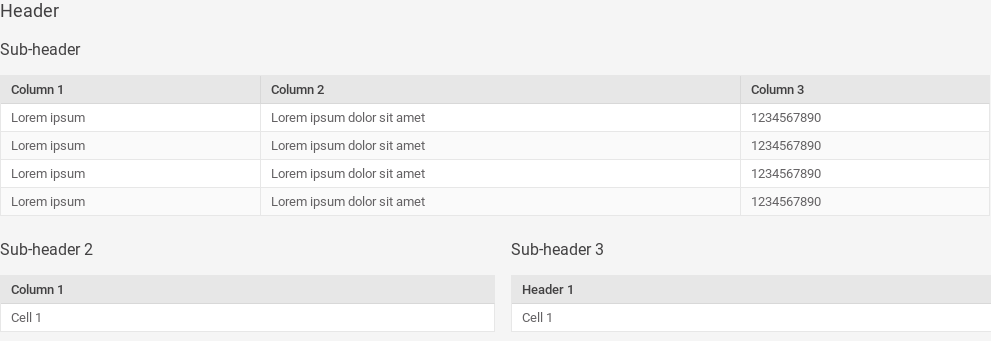 Header
Sub-header
Column 1 Column 2 Column 3
Lorem ipsum Lorem ipsum dolor sit amet 1234567890
Lorem ipsum Lorem ipsum dolor sit amet 1234567890
Lorem ipsum Lorem ipsum dolor sit amet 1234567890
Lorem ipsum Lorem ipsum dolor sit amet 1234567890
Sub-header 2
Column 1
Cell 1
Sub-header 3
Header 1
Cell 1